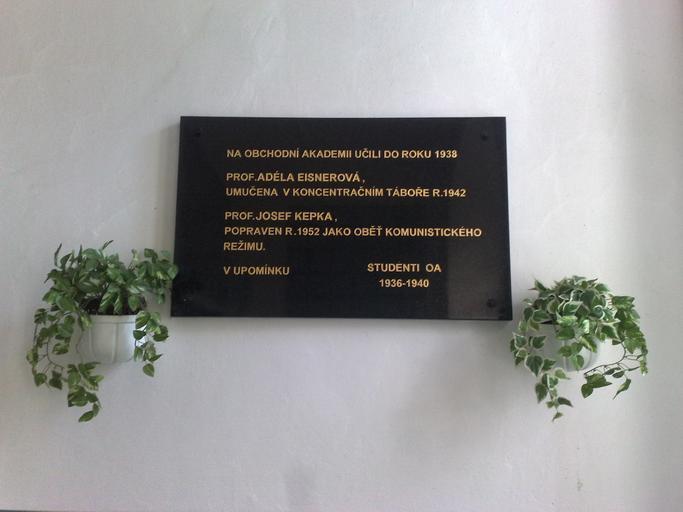 NA OBCHODNÍ AKADEMII UČILI DO ROKU 1938
PROF.ADÉLA EISNEROVÁ,
UMUČENA V KONCENTRAČNÍM TÁBOŘE R.1942
PROF.JOSEF KEPKA,
POPRAVEN R.1952 JAKO OBĚŤ KOMUNISTICKÉHO
REŽIMU.
V UPOMÍNKU STUDENTI OA
1936-1940